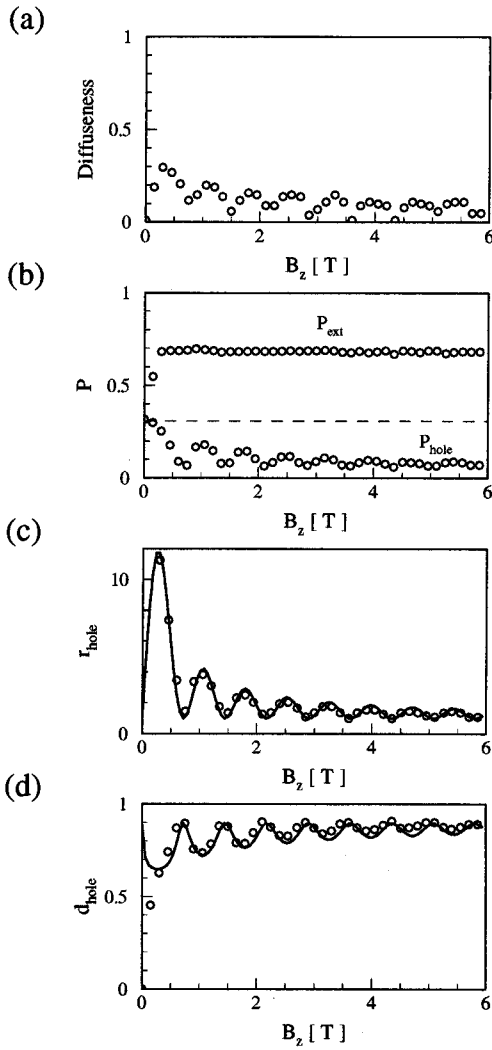 (a)
1
0.5
0
Diffuseness
0 2 4 6
B_z [ T ]
(b)
1
0.5
0
P
P_ext
P_hole
0 2 4 6
B_z [ T ]
(c)
10
0
r_hole
0 2 4 6
B_z [ T ]
(d)
1
0.5
0
d_hole
0 2 4 6
B_z [ T ]